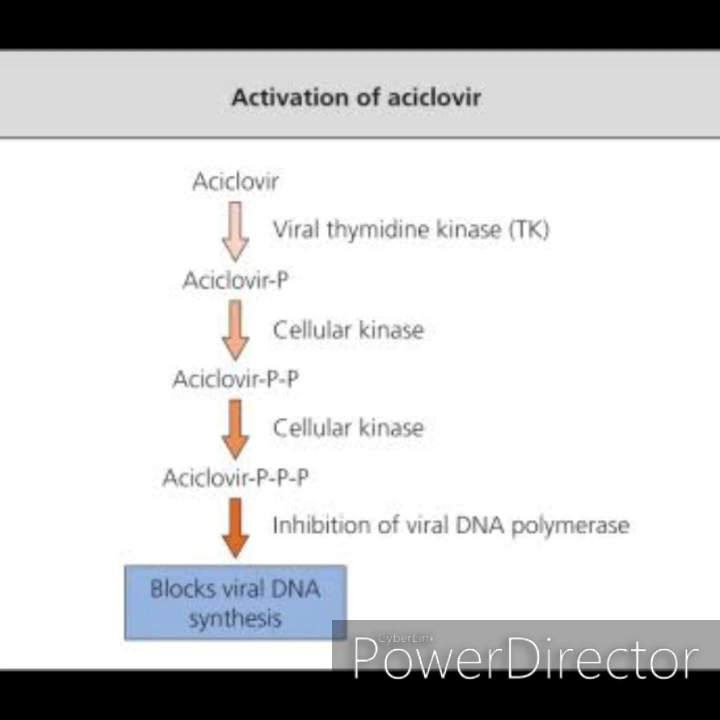 Activation of aciclovir
Aciclovir
Viral thymidine kinase (TK)
Aciclovir-P
Cellular kinase
Aciclovir-P-P
Cellular kinase
Aciclovir-P-P-P
Inhibition of viral DNA polymerase
Blocks viral DNA
synthesis
CyberLink
PowerDirector